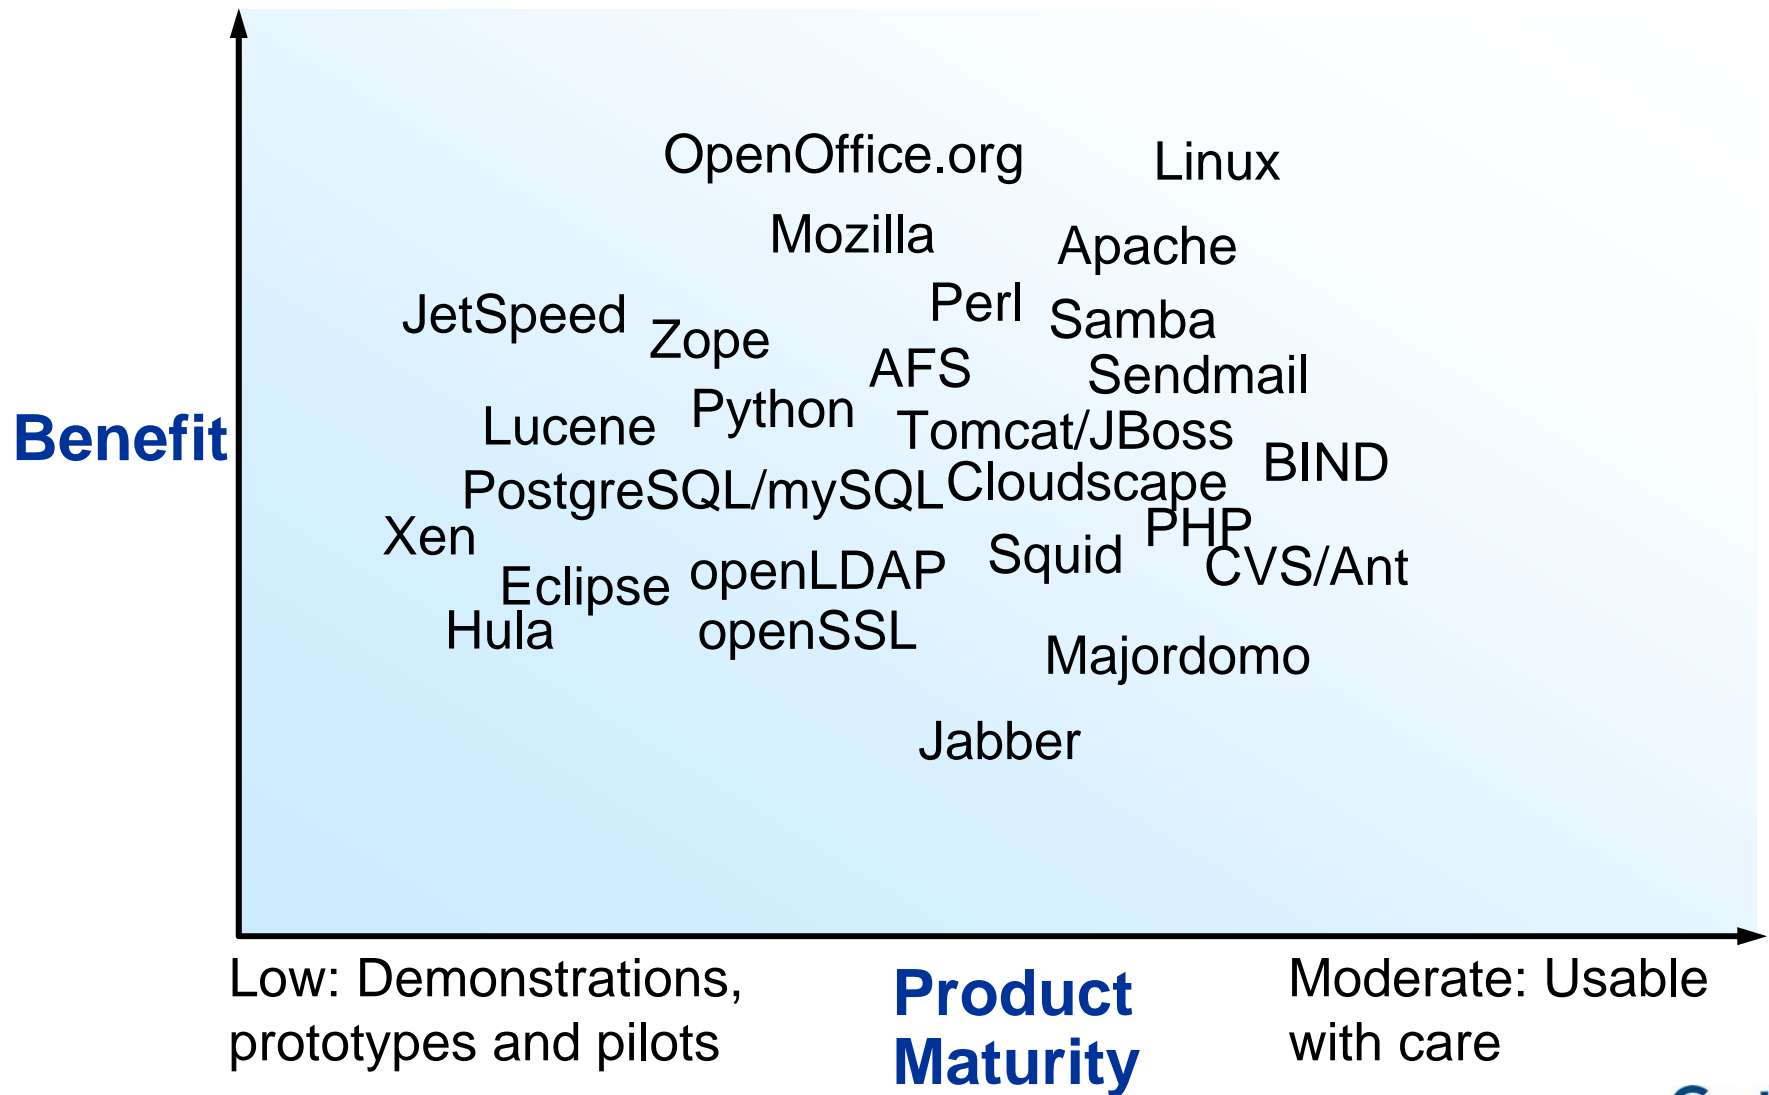 OpenOffice.org
Linux
Mozilla
Apache
Perl
JetSpeed
Samba
Zope
AFS
Sendmail
Python
Lucene
Tomcat/JBoss
Benefit
BIND
Cloudscape
PostgreSQL/mySQL
PHP
Xen
Squid
CVS/Ant
openLDAP
Eclipse
Hula
openSSL
Majordomo
Jabber
Low: Demonstrations,
prototypes and pilots
Product
Maturity
Moderate: Usable
with care